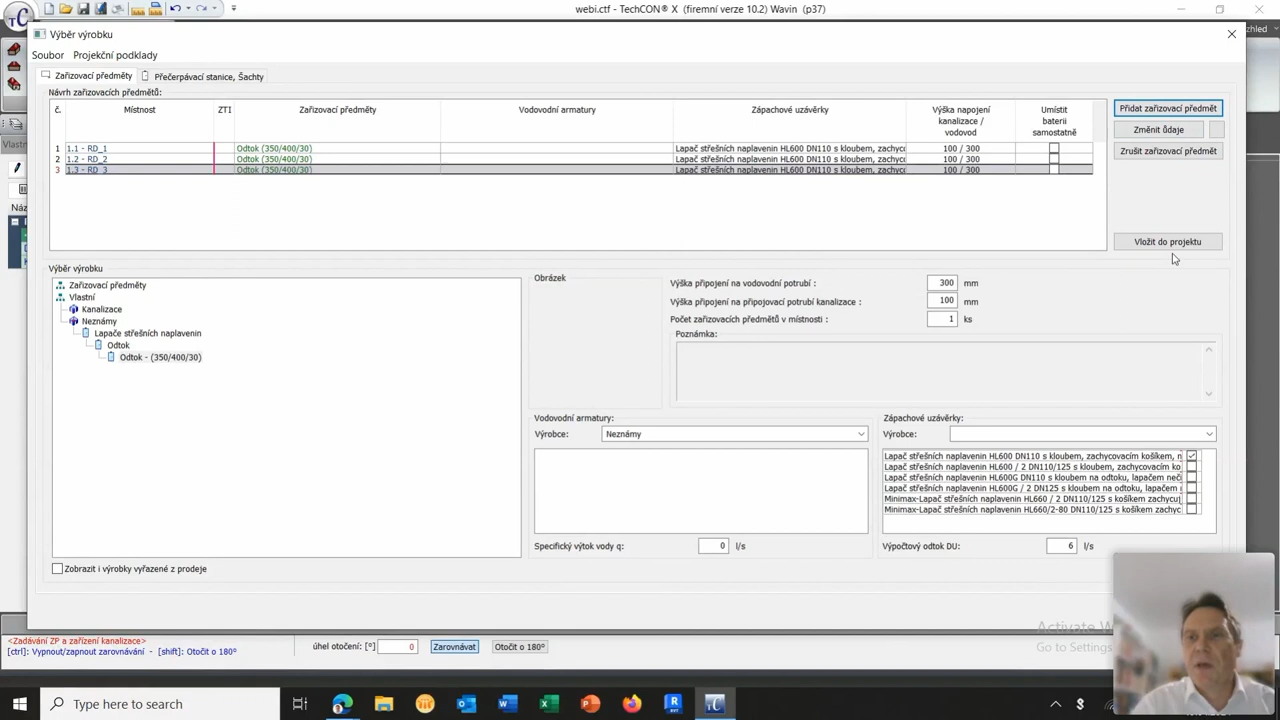 webi.ctf - TechCON® X (firemní verze 10.2) Wavin (p37)
Výběr výrobku
Soubor Projekční podklady
Zařizovací předměty Přečerpávací stanice, Šachty
Návrh zařizovacích předmětů:
č. Místnost ZTI Zařizovací předměty Vodovodní armatury Zápachové uzávěrky Výška napojení kanalizace / vodovod Umístit baterii samostatně
1 1.1 - RD_1 Odtok (350/400/30) Lapač střešních naplavenin HL600 DN110 s kloubem, zachyco 100 / 300
2 1.2 - RD_2 Odtok (350/400/30) Lapač střešních naplavenin HL600 DN110 s kloubem, zachyco 100 / 300
3 1.3 - RD_3 Odtok (350/400/30) Lapač střešních naplavenin HL600 DN110 s kloubem, zachyco 100 / 300
Přidat zařizovací předmět
Změnit ůdaje
Zrušit zařizovací předmět
Vložit do projektu
Výběr výrobku
Zařizovací předměty
Vlastní
Kanalizace
Neznámy
Lapače střešních naplavenin
Odtok
Odtok - (350/400/30)
Zobrazit i výrobky vyřazené z prodeje
Obrázek
Výška připojení na vodovodní potrubí : 300 mm
Výška připojení na připojovací potrubí kanalizace : 100 mm
Počet zařizovacích předmětů v místnosti : 1 ks
Poznámka:
Vodovodní armatury:
Výrobce: Neznámy
Specifický výtok vody q: 0 l/s
Zápachové uzávěrky:
Výrobce:
Lapač střešních naplavenin HL600 DN110 s kloubem, zachycovacím košíkem, n
Lapač střešních naplavenin HL600 / 2 DN110/125 s kloubem, zachycovacím ko
Lapač střešních naplavenin HL600G DN110 s kloubem na odtoku, lapačem neči
Lapač střešních naplavenin HL600G / 2 DN125 s kloubem na odtoku, lapačem
Minimax-Lapač střešních naplavenin HL660 / 2 DN110/125 s košíkem zachycuj
Minimax-Lapač střešních naplavenin HL660/2-80 DN110/125 s košíkem zachyc
Výpočtový odtok DU: 6 l/s
Activate W
Go to Settings
<Zadávání ZP a zařízení kanalizace>
[ctrl]: Vypnout/zapnout zarovnávání - [shift]: Otočit o 180º
úhel otočení: [º] 0 Zarovnávat Otočit o 180º
Type here to search